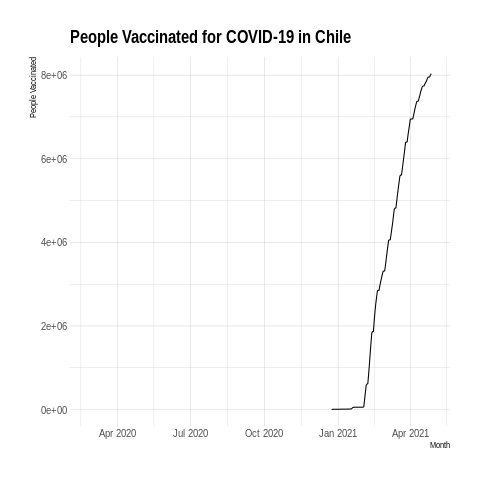 People Vaccinated for COVID-19 in Chile
People Vaccinated
8e+06
6e+06
4e+06
2e+06
0e+00
Apr 2020 Jul 2020 Oct 2020 Jan 2021 Apr 2021
Month